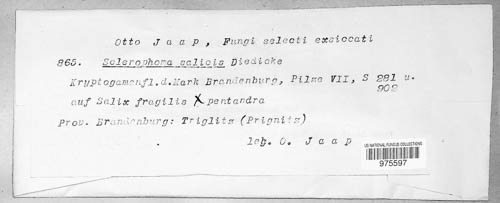 Otto Jaap, Fungi selecti exsiccati
865. Sclerophoma salicis Diedicke
Kryptogamenfl.d.Mark Brandenburg, Pilze VII, S 281 u.
902
auf Salix fragilis X pentandra
Prov. Brandenburg: Triglitz (Prignitz)
leg. O. Jaap
US NATIONAL FUNGUS COLLECTIONS
975597